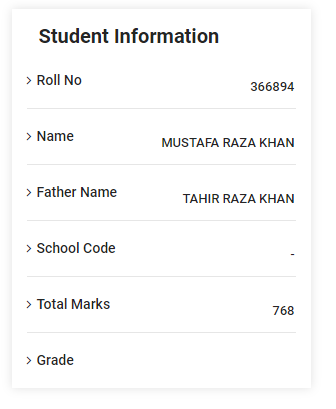 Student Information
Roll No 366894
Name MUSTAFA RAZA KHAN
Father Name TAHIR RAZA KHAN
School Code -
Total Marks 768
Grade